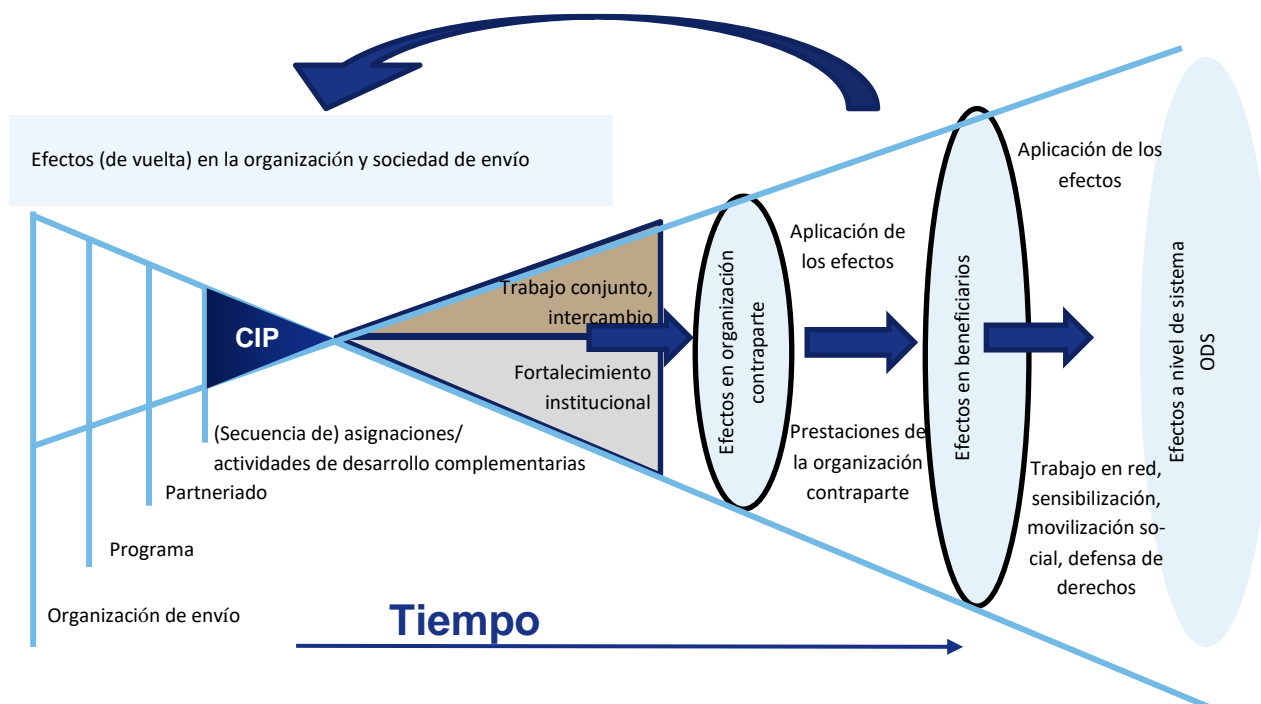 Efectos (de vuelta) en la organización y sociedad de envío
CIP
(Secuencia de) asignaciones/
actividades de desarrollo complementarias
Partneriado
Programa
Organización de envío
Trabajo conjunto,
intercambio
Fortalecimiento
institucional
Efectos en organización
contraparte
Aplicación de
los efectos
Prestaciones de
la organización
contraparte
Efectos en beneficiarios
Aplicación de los
efectos
Trabajo en red,
sensibilización,
movilización so-
cial, defensa de
derechos
Efectos a nivel de sistema
ODS
Tiempo